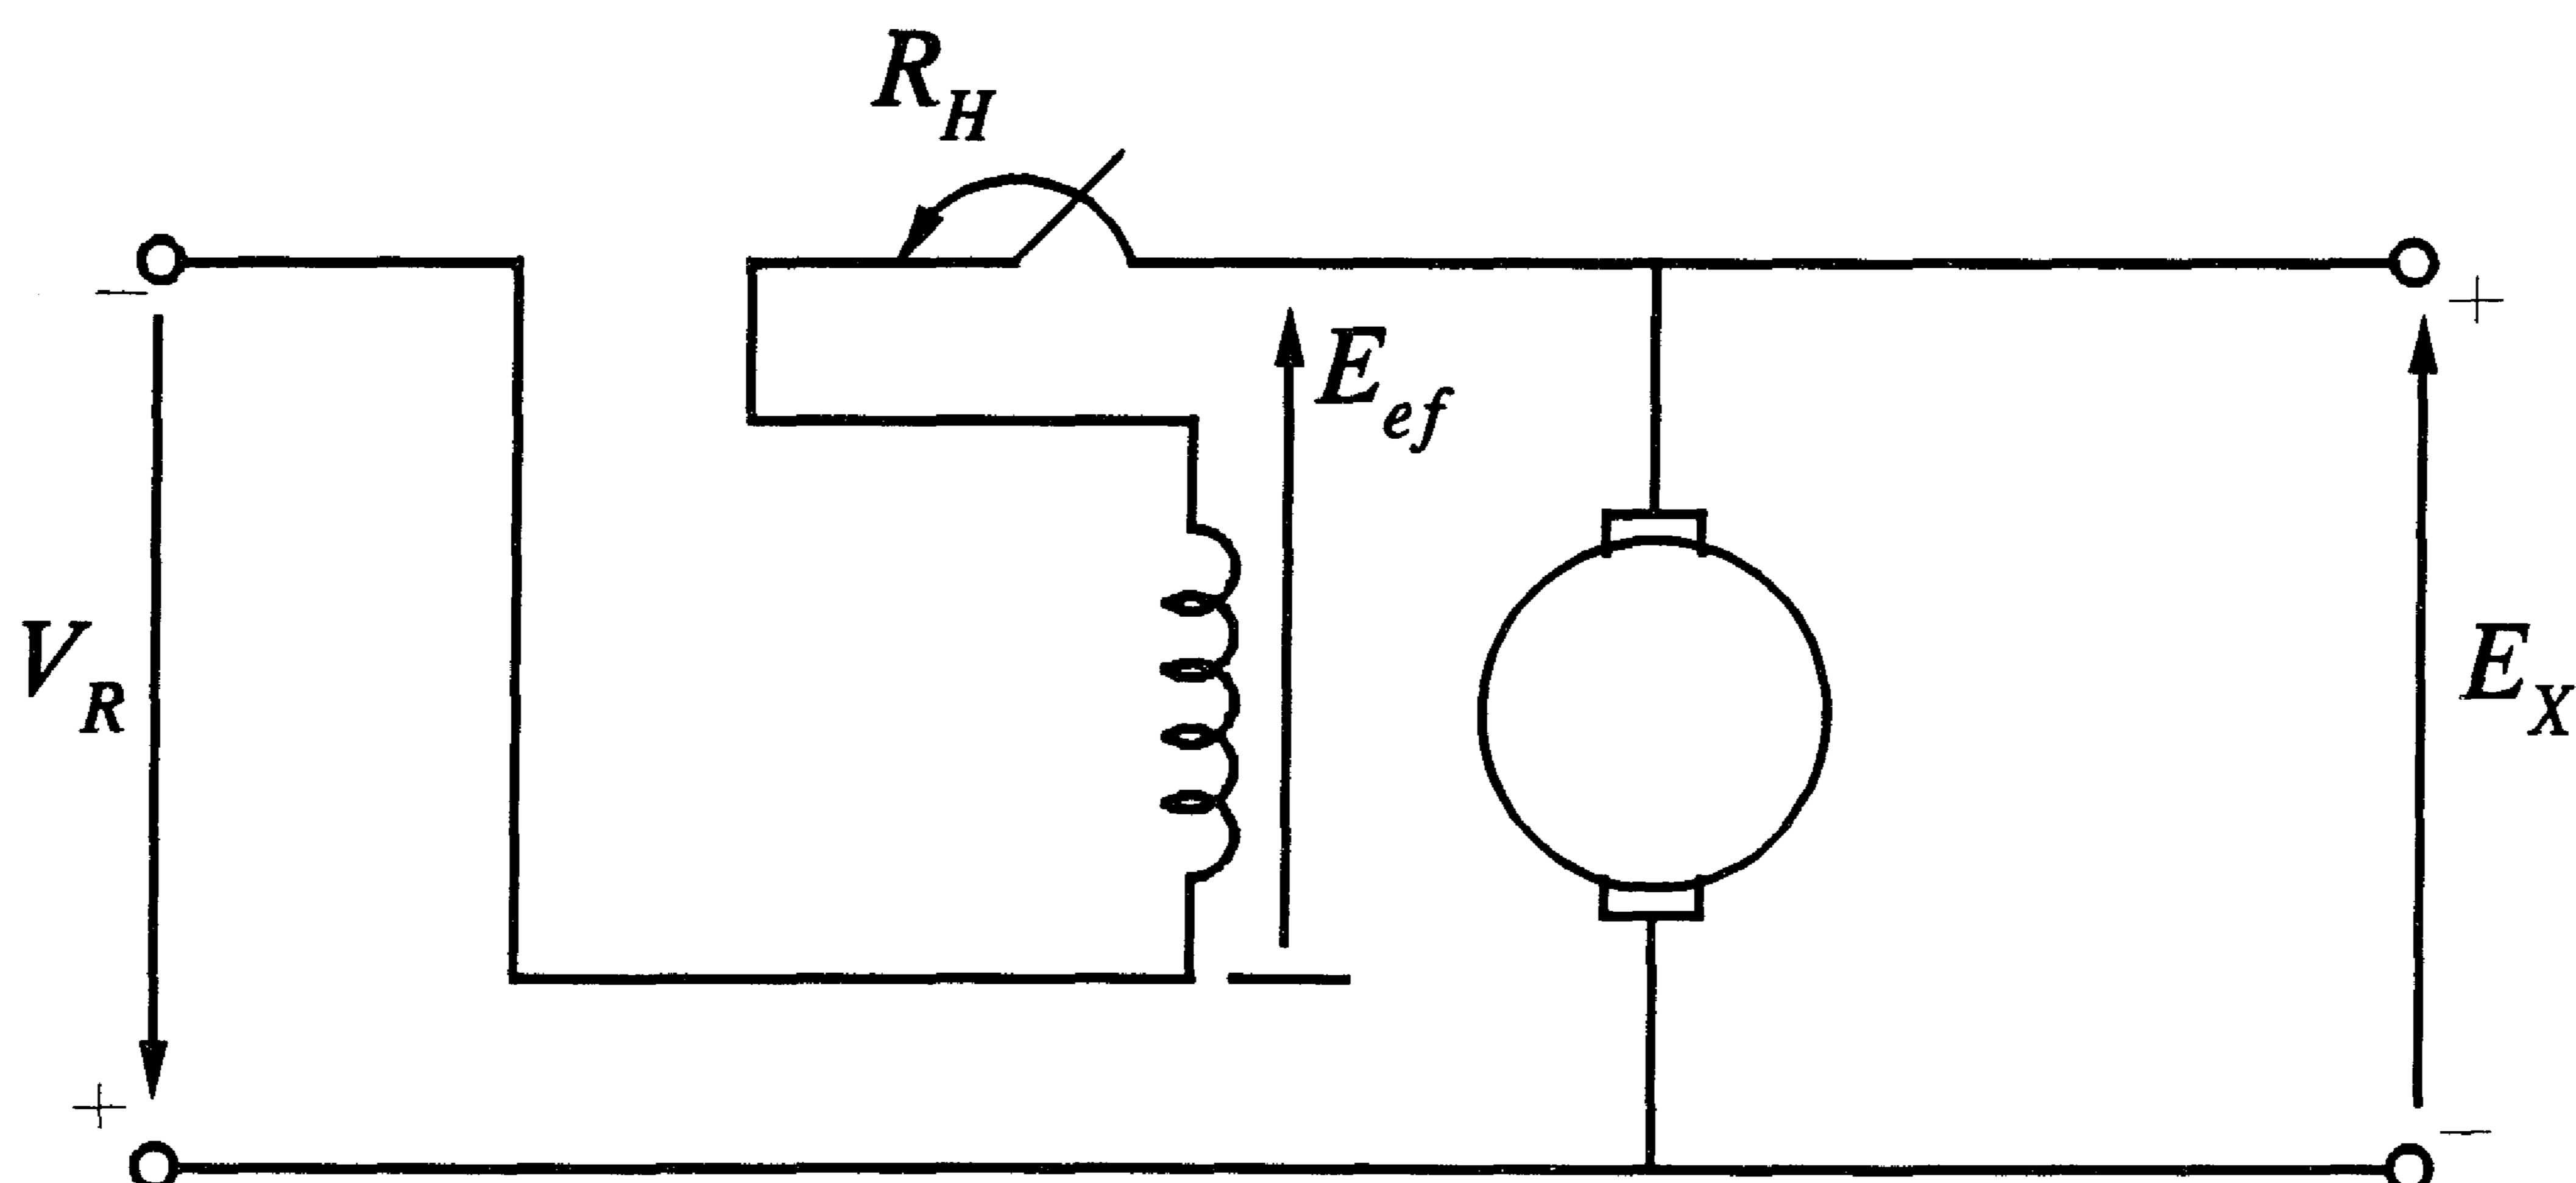 R_H
−
+
E_ef
V_R
E_X
+
−